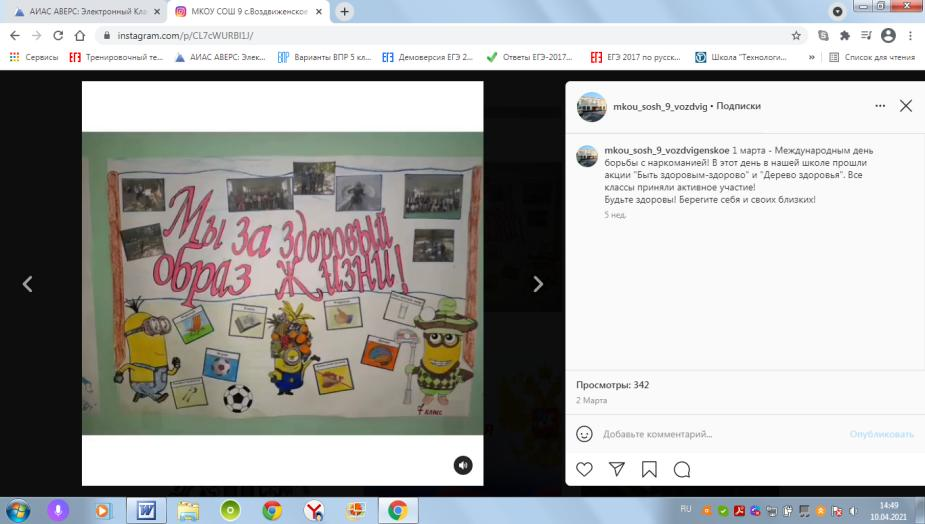 АИАС АВЕРС: Электронный Кла
МКОУ СОШ 9 с.Воздвиженское
instagram.com/p/CL7cWURBI1J/
Сервисы
Тренировочный те...
АИАС АВЕРС: Элек...
Варианты ВПР 5 кл...
Демоверсия ЕГЭ 2...
Ответы ЕГЭ-2017...
ЕГЭ 2017 по русск...
Школа "Технологи...
»
Список для чтения
Мы за здоровый
образ жизни!
7 класс
mkou_sosh_9_vozdvig • Подписки
mkou_sosh_9_vozdvigenskoe 1 марта - Международным день
борьбы с наркоманией! В этот день в нашей школе прошли
акции "Быть здоровым-здорово" и "Дерево здоровья". Все
классы приняли активное участие!
Будьте здоровы! Берегите себя и своих близких!
5 нед.
Просмотры: 342
2 Марта
Добавьте комментарий...
Опубликовать
RU
14:49
10.04.2021